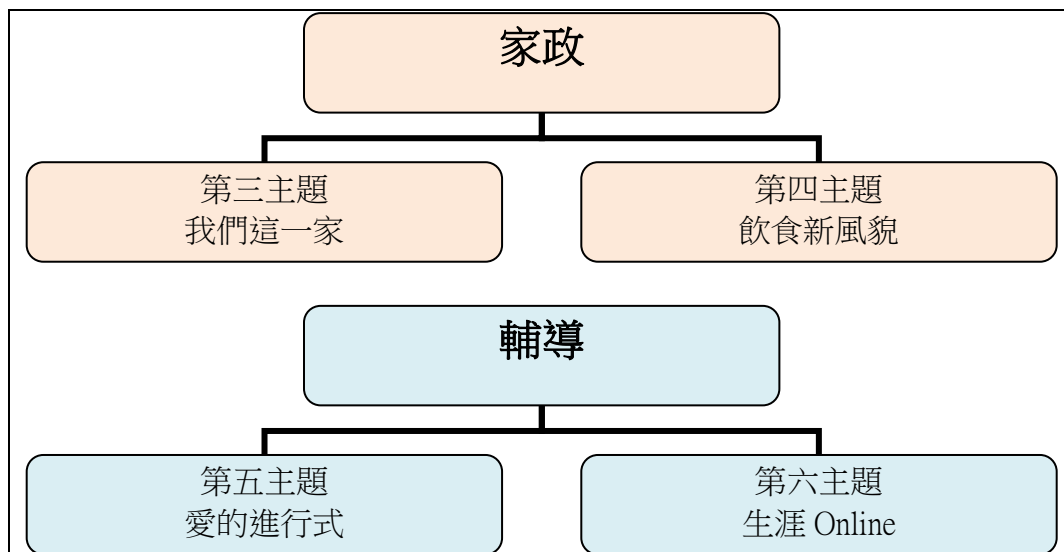 家政
第三主題
我們這一家
第四主題
飲食新風貌
輔導
第五主題
愛的進行式
第六主題
生涯 Online